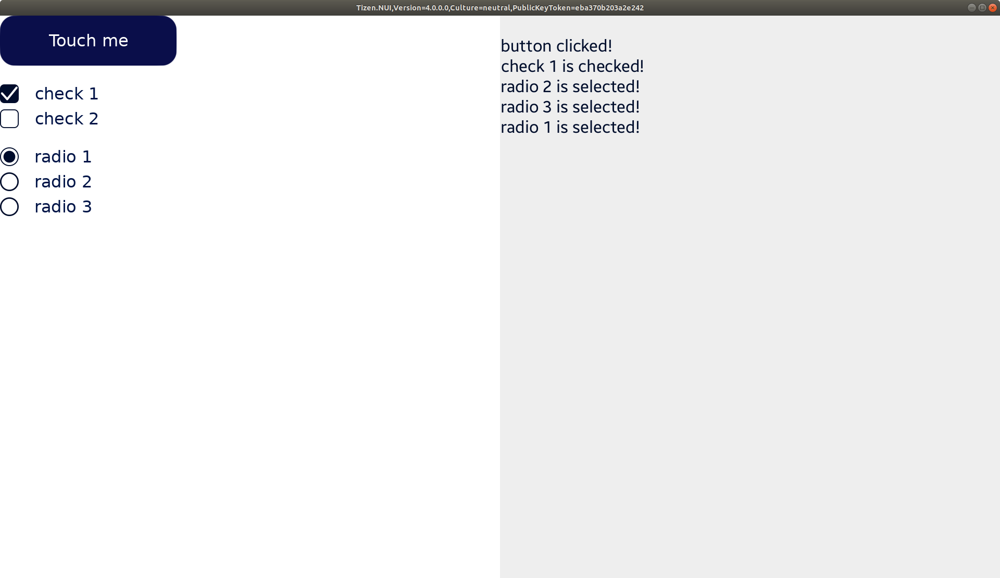 Tizen.NUI,Version=4.0.0.0,Culture=neutral,PublicKeyToken=eba370b203a2e242
Touch me
check 1
check 2
radio 1
radio 2
radio 3
button clicked!
check 1 is checked!
radio 2 is selected!
radio 3 is selected!
radio 1 is selected!